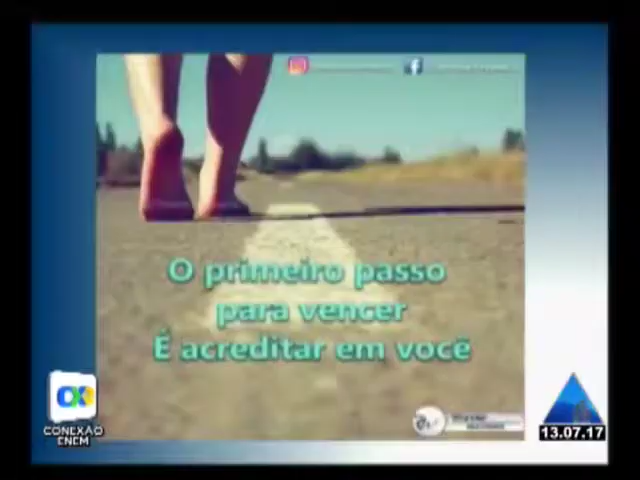 O primeiro passo
para vencer
É acreditar em você
CONEXÃO
ENEM
13.07.17